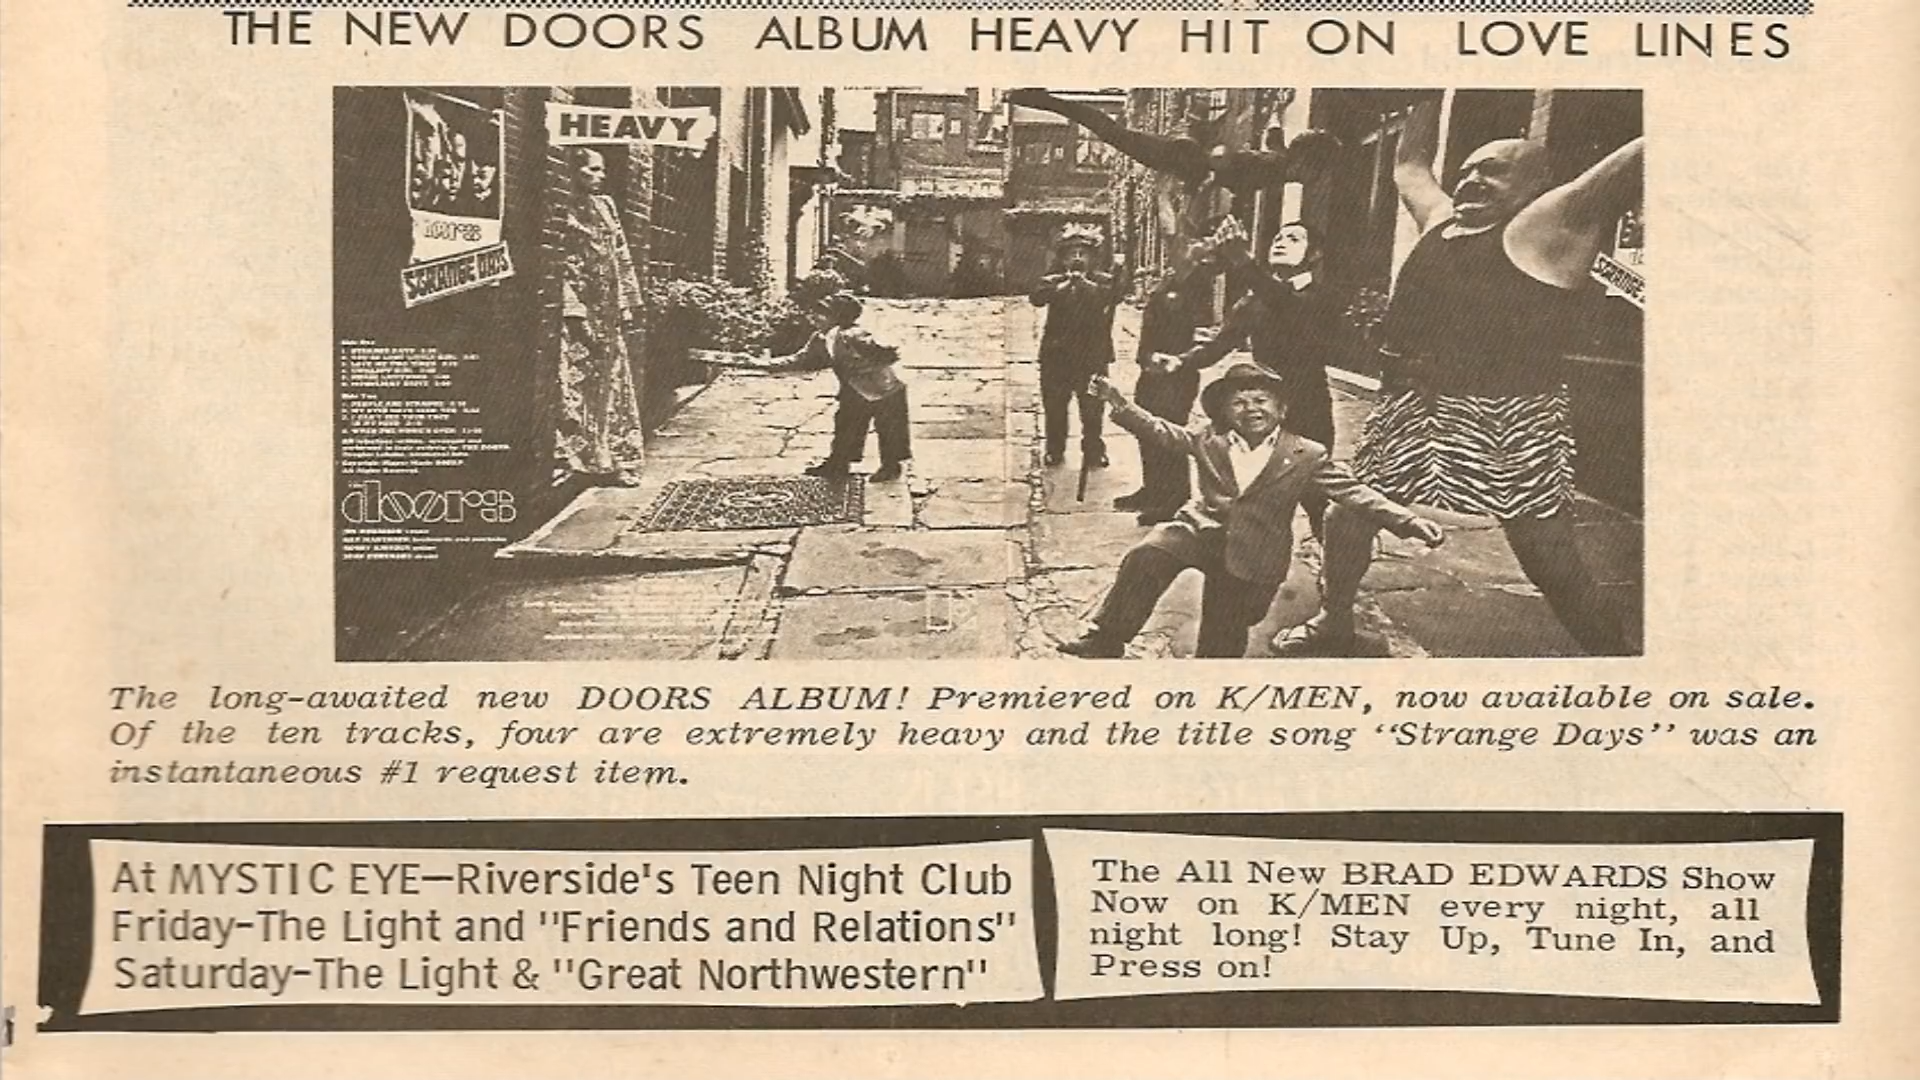 THE NEW DOORS ALBUM HEAVY HIT ON LOVE LINES
HEAVY
doors
STRANGE DAYS
doors
The long-awaited new DOORS ALBUM! Premiered on K/MEN, now available on sale.
Of the ten tracks, four are extremely heavy and the title song "Strange Days" was an
instantaneous #1 request item.
At MYSTIC EYE—Riverside's Teen Night Club
Friday-The Light and "Friends and Relations"
Saturday-The Light & "Great Northwestern"
The All New BRAD EDWARDS Show
Now on K/MEN every night, all
night long! Stay Up, Tune In, and
Press on!